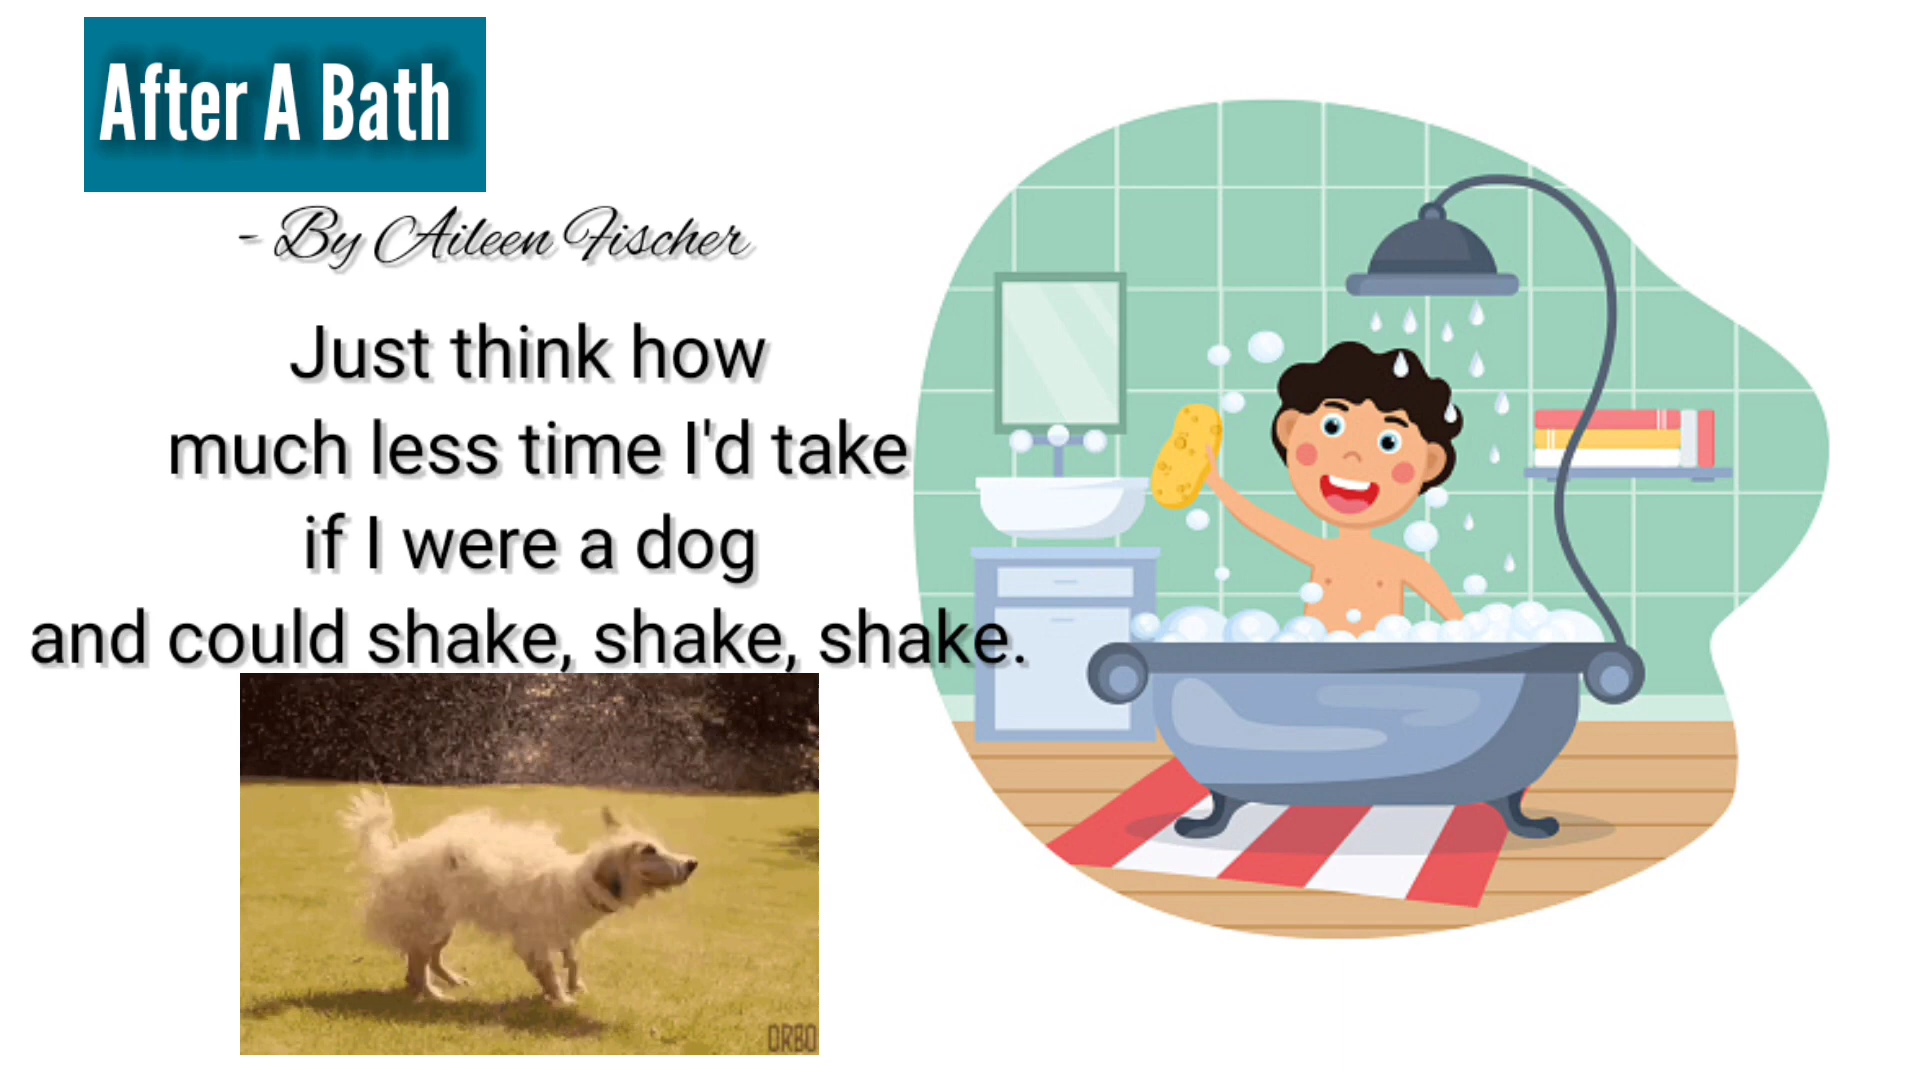 After A Bath
- By Aileen Fischer
Just think how
much less time I'd take
if I were a dog
and could shake, shake, shake.
ORBO